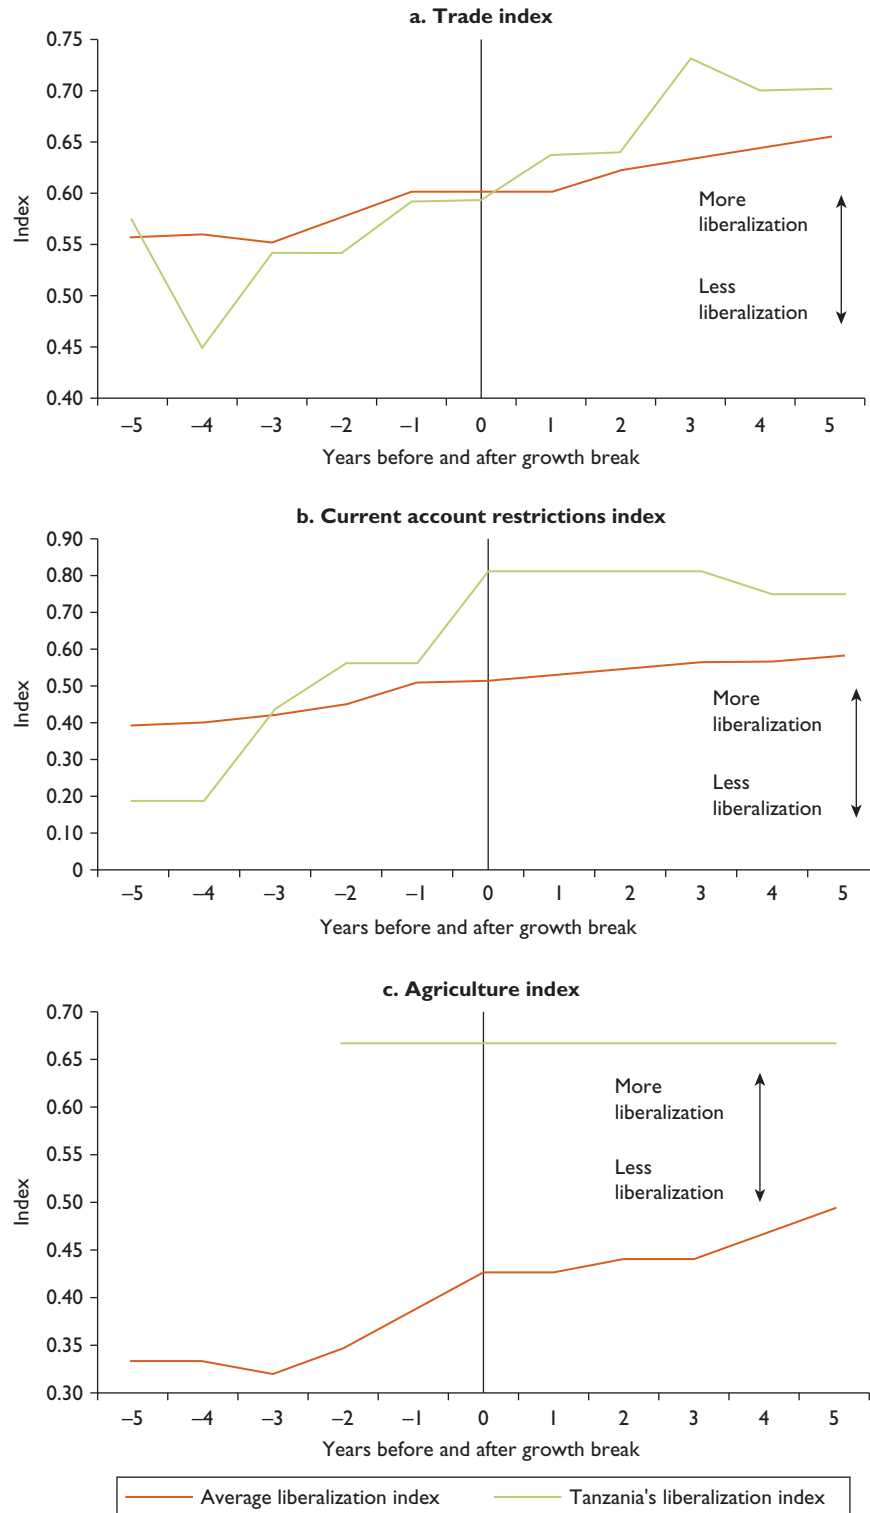 a. Trade index
0.75
0.70
0.65
0.60
0.55
0.50
0.45
0.40
Index
More
liberalization
Less
liberalization
–5 –4 –3 –2 –1 0 1 2 3 4 5
Years before and after growth break
b. Current account restrictions index
0.90
0.80
0.70
0.60
0.50
0.40
0.30
0.20
0.10
0
Index
More
liberalization
Less
liberalization
–5 –4 –3 –2 –1 0 1 2 3 4 5
Years before and after growth break
c. Agriculture index
0.70
0.65
0.60
0.55
0.50
0.45
0.40
0.35
0.30
Index
More
liberalization
Less
liberalization
–5 –4 –3 –2 –1 0 1 2 3 4 5
Years before and after growth break
Average liberalization index Tanzania's liberalization index